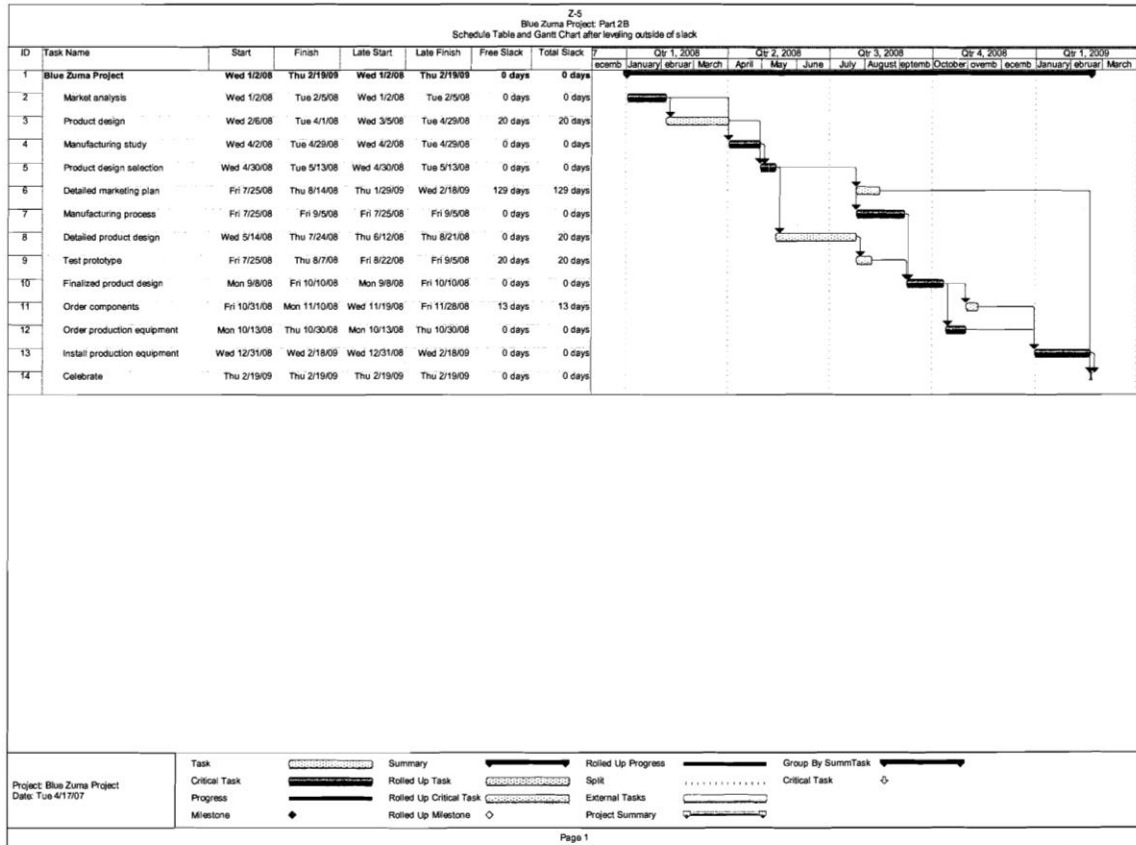 Z-5
Blue Zuma Project: Part 2B
Schedule Table and Gantt Chart after leveling outside of slack
ID Task Name Start Finish Late Start Late Finish Free Slack Total Slack 7 Qtr 1, 2008 Qtr 2, 2008 Qtr 3, 2008 Qtr 4, 2008 Qtr 1, 2009
ecemb January ebruar March April May June July August eptemb October ovemb ecemb January ebruar March
1 Blue Zuma Project Wed 1/2/08 Thu 2/19/09 Wed 1/2/08 Thu 2/19/09 0 days 0 days
2 Market analysis Wed 1/2/08 Tue 2/5/08 Wed 1/2/08 Tue 2/5/08 0 days 0 days
3 Product design Wed 2/6/08 Tue 4/1/08 Wed 3/5/08 Tue 4/29/08 20 days 20 days
4 Manufacturing study Wed 4/2/08 Tue 4/29/08 Wed 4/2/08 Tue 4/29/08 0 days 0 days
5 Product design selection Wed 4/30/08 Tue 5/13/08 Wed 4/30/08 Tue 5/13/08 0 days 0 days
6 Detailed marketing plan Fri 7/25/08 Thu 8/14/08 Thu 1/29/09 Wed 2/18/09 129 days 129 days
7 Manufacturing process Fri 7/25/08 Fri 9/5/08 Fri 7/25/08 Fri 9/5/08 0 days 0 days
8 Detailed product design Wed 5/14/08 Thu 7/24/08 Thu 6/12/08 Thu 8/21/08 0 days 20 days
9 Test prototype Fri 7/25/08 Thu 8/7/08 Fri 8/22/08 Fri 9/5/08 20 days 20 days
10 Finalized product design Mon 9/8/08 Fri 10/10/08 Mon 9/8/08 Fri 10/10/08 0 days 0 days
11 Order components Fri 10/31/08 Mon 11/10/08 Wed 11/19/08 Fri 11/28/08 13 days 13 days
12 Order production equipment Mon 10/13/08 Thu 10/30/08 Mon 10/13/08 Thu 10/30/08 0 days 0 days
13 Install production equipment Wed 12/31/08 Wed 2/18/09 Wed 12/31/08 Wed 2/18/09 0 days 0 days
14 Celebrate Thu 2/19/09 Thu 2/19/09 Thu 2/19/09 Thu 2/19/09 0 days 0 days
Project: Blue Zuma Project
Date: Tue 4/17/07
Task Summary Rolled Up Progress Group By SummTask
Critical Task Rolled Up Task Split Critical Task
Progress Rolled Up Critical Task External Tasks
Milestone Rolled Up Milestone Project Summary
Page 1